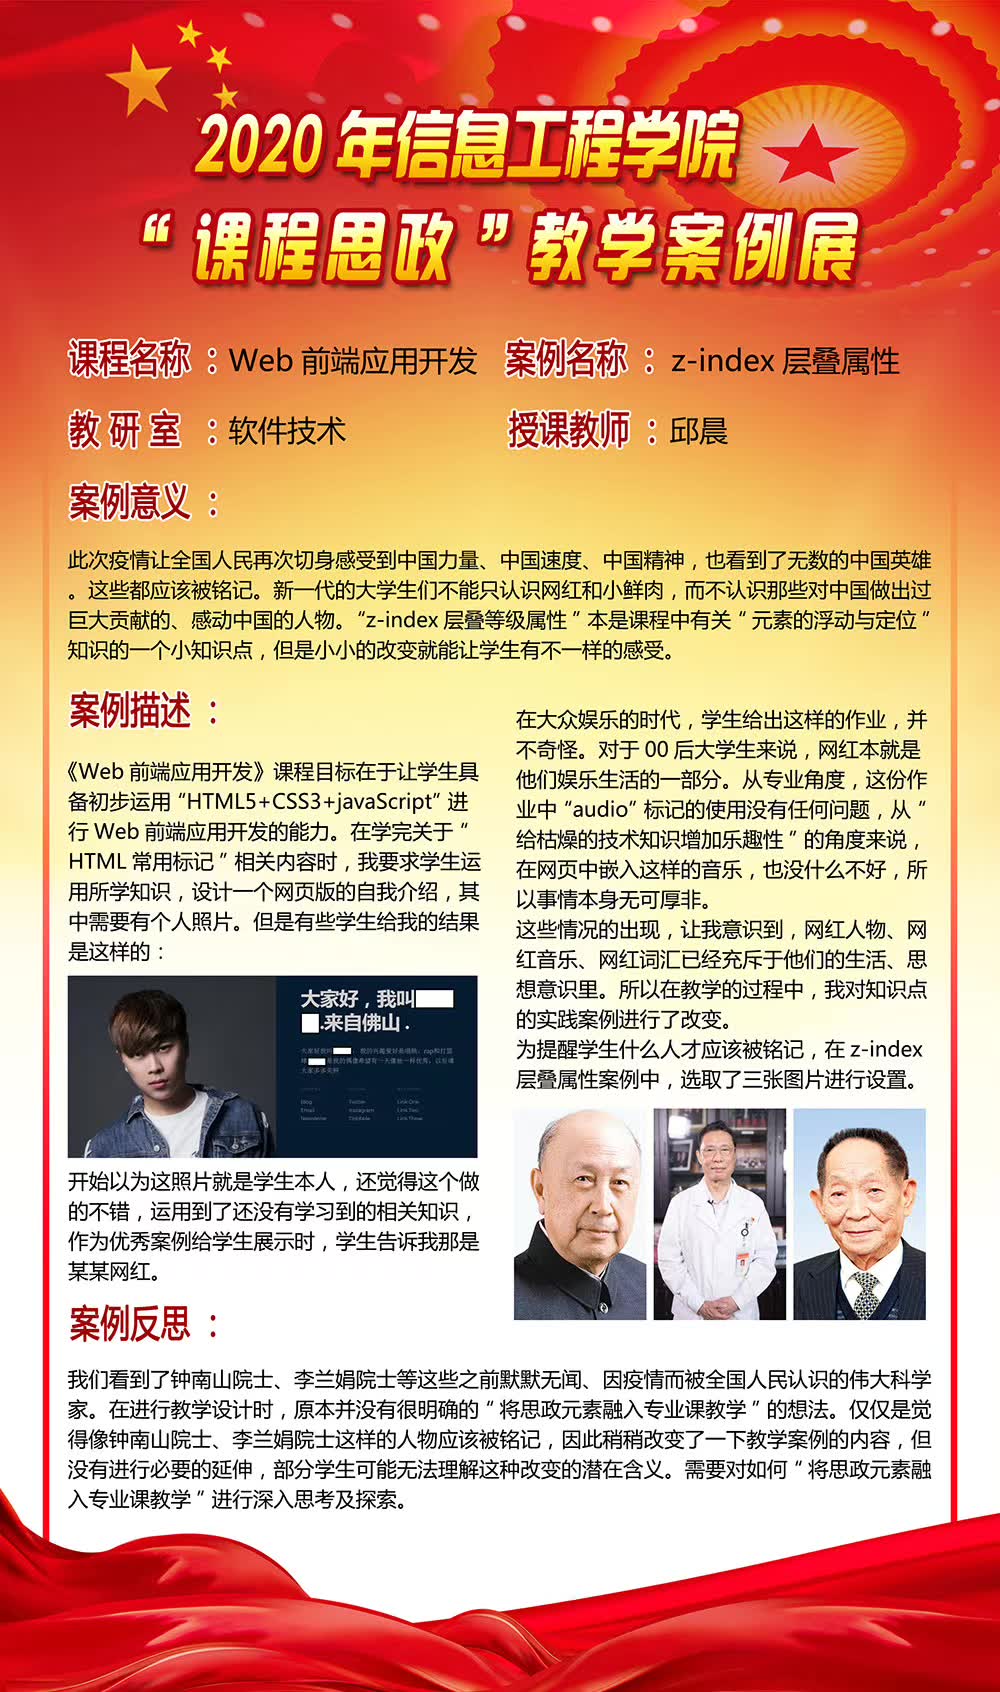 2020年信息工程学院
“课程思政”教学案例展
课程名称 ：Web 前端应用开发 案例名称 ： z-index 层叠属性
教 研 室 ：软件技术 授课教师 ：邱晨
案例意义 ：
此次疫情让全国人民再次切身感受到中国力量、中国速度、中国精神，也看到了无数的中国英雄
。这些都应该被铭记。新一代的大学生们不能只认识网红和小鲜肉，而不认识那些对中国做出过
巨大贡献的、感动中国的人物。“z-index 层叠等级属性”本是课程中有关“元素的浮动与定位”
知识的一个小知识点，但是小小的改变就能让学生有不一样的感受。
案例描述 ：
《Web 前端应用开发》课程目标在于让学生具
备初步运用“HTML5+CSS3+javaScript”进
行 Web 前端应用开发的能力。在学完关于“
HTML 常用标记”相关内容时，我要求学生运
用所学知识，设计一个网页版的自我介绍，其
中需要有个人照片。但是有些学生给我的结果
是这样的：
大家好，我叫
.来自佛山 .
Blog Twitter Link One
Email Instagram Link Two
Link Three
开始以为这照片就是学生本人，还觉得这个做
的不错，运用到了还没有学习到的相关知识，
作为优秀案例给学生展示时，学生告诉我那是
某某网红。
在大众娱乐的时代，学生给出这样的作业，并
不奇怪。对于 00 后大学生来说，网红本就是
他们娱乐生活的一部分。从专业角度，这份作
业中“audio”标记的使用没有任何问题，从“
给枯燥的技术知识增加乐趣性”的角度来说，
在网页中嵌入这样的音乐，也没什么不好，所
以事情本身无可厚非。
这些情况的出现，让我意识到，网红人物、网
红音乐、网红词汇已经充斥于他们的生活、思
想意识里。所以在教学的过程中，我对知识点
的实践案例进行了改变。
为提醒学生什么人才应该被铭记，在 z-index
层叠属性案例中，选取了三张图片进行设置。
案例反思 ：
我们看到了钟南山院士、李兰娟院士等这些之前默默无闻、因疫情而被全国人民认识的伟大科学
家。在进行教学设计时，原本并没有很明确的“将思政元素融入专业课教学”的想法。仅仅是觉
得像钟南山院士、李兰娟院士这样的人物应该被铭记，因此稍稍改变了一下教学案例的内容，但
没有进行必要的延伸，部分学生可能无法理解这种改变的潜在含义。需要对如何“将思政元素融
入专业课教学”进行深入思考及探索。